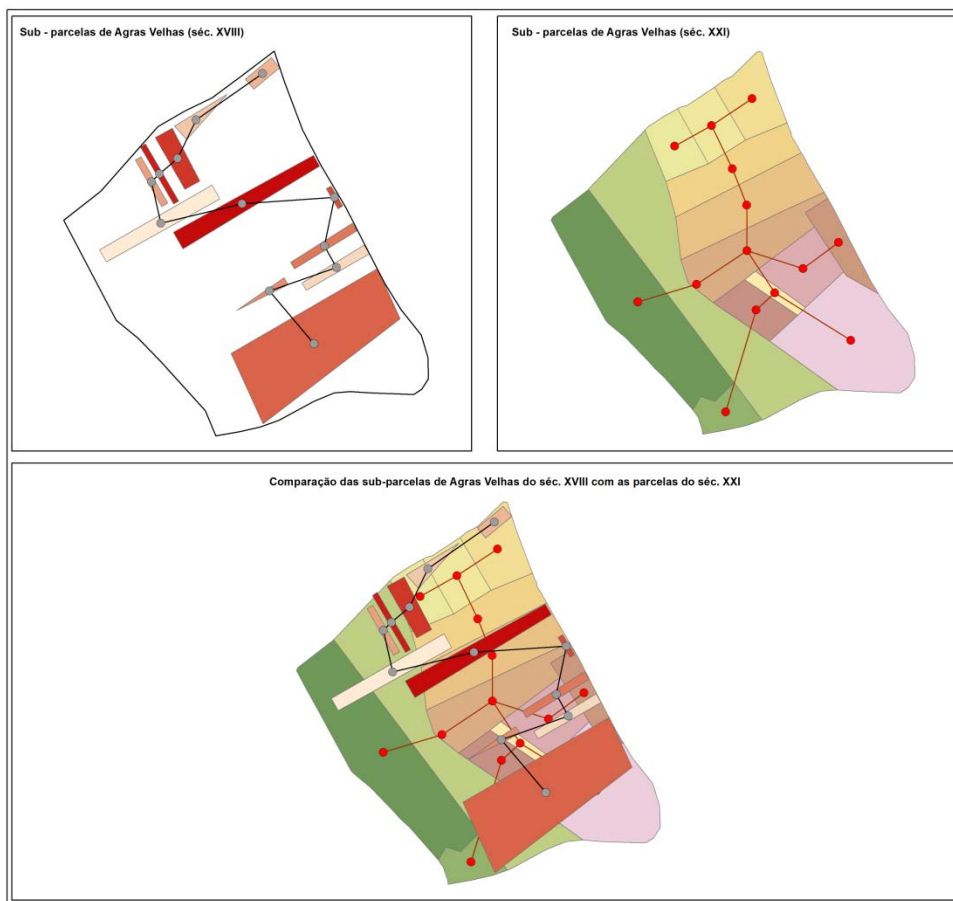 Sub - parcelas de Agras Velhas (séc. XVIII)
Sub - parcelas de Agras Velhas (séc. XXI)
Comparação das sub-parcelas de Agras Velhas do séc. XVIII com as parcelas do séc. XXI